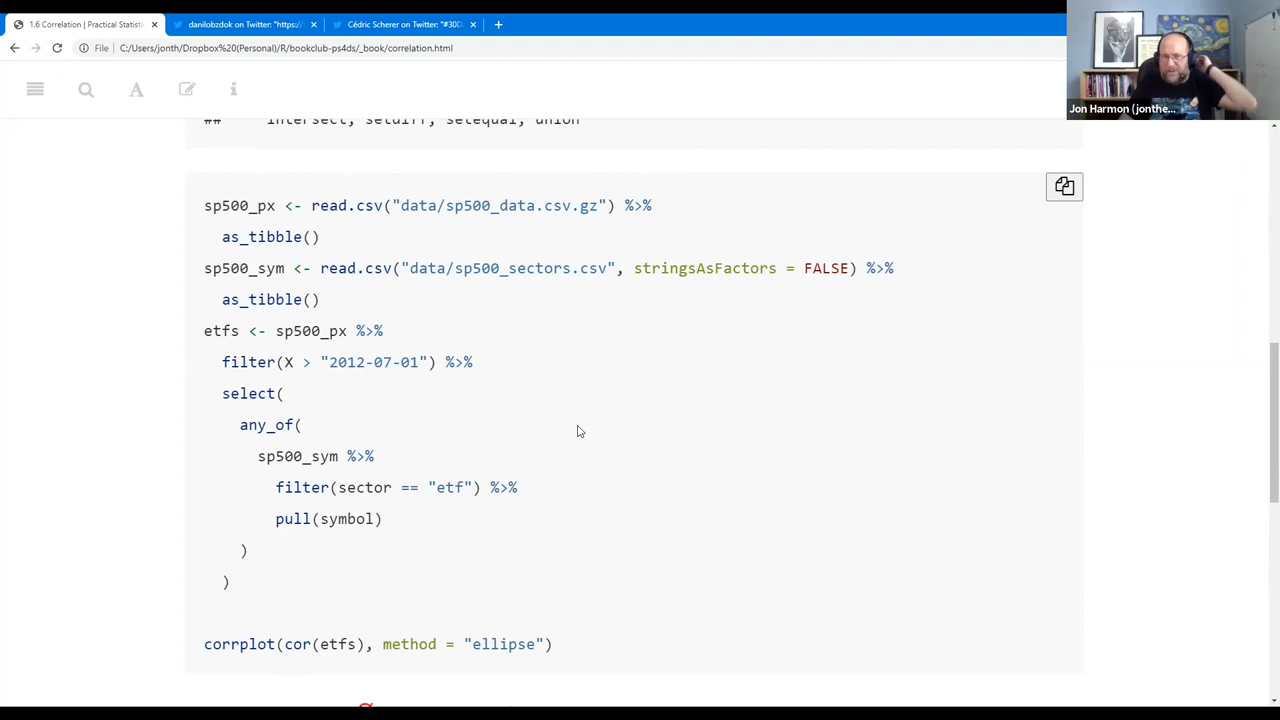 1.6 Correlation | Practical Statisti
danilobzdok on Twitter: "https://
Cédric Scherer on Twitter: "#30D
File
C:/Users/jonth/Dropbox%20(Personal)/R/bookclub-ps4ds/_book/correlation.html
Jon Harmon (jonthe...
## intersect, setdiff, setequal, union
sp500_px <- read.csv("data/sp500_data.csv.gz") %>%
as_tibble()
sp500_sym <- read.csv("data/sp500_sectors.csv", stringsAsFactors = FALSE) %>%
as_tibble()
etfs <- sp500_px %>%
filter(X > "2012-07-01") %>%
select(
any_of(
sp500_sym %>%
filter(sector == "etf") %>%
pull(symbol)
)
)
corrplot(cor(etfs), method = "ellipse")